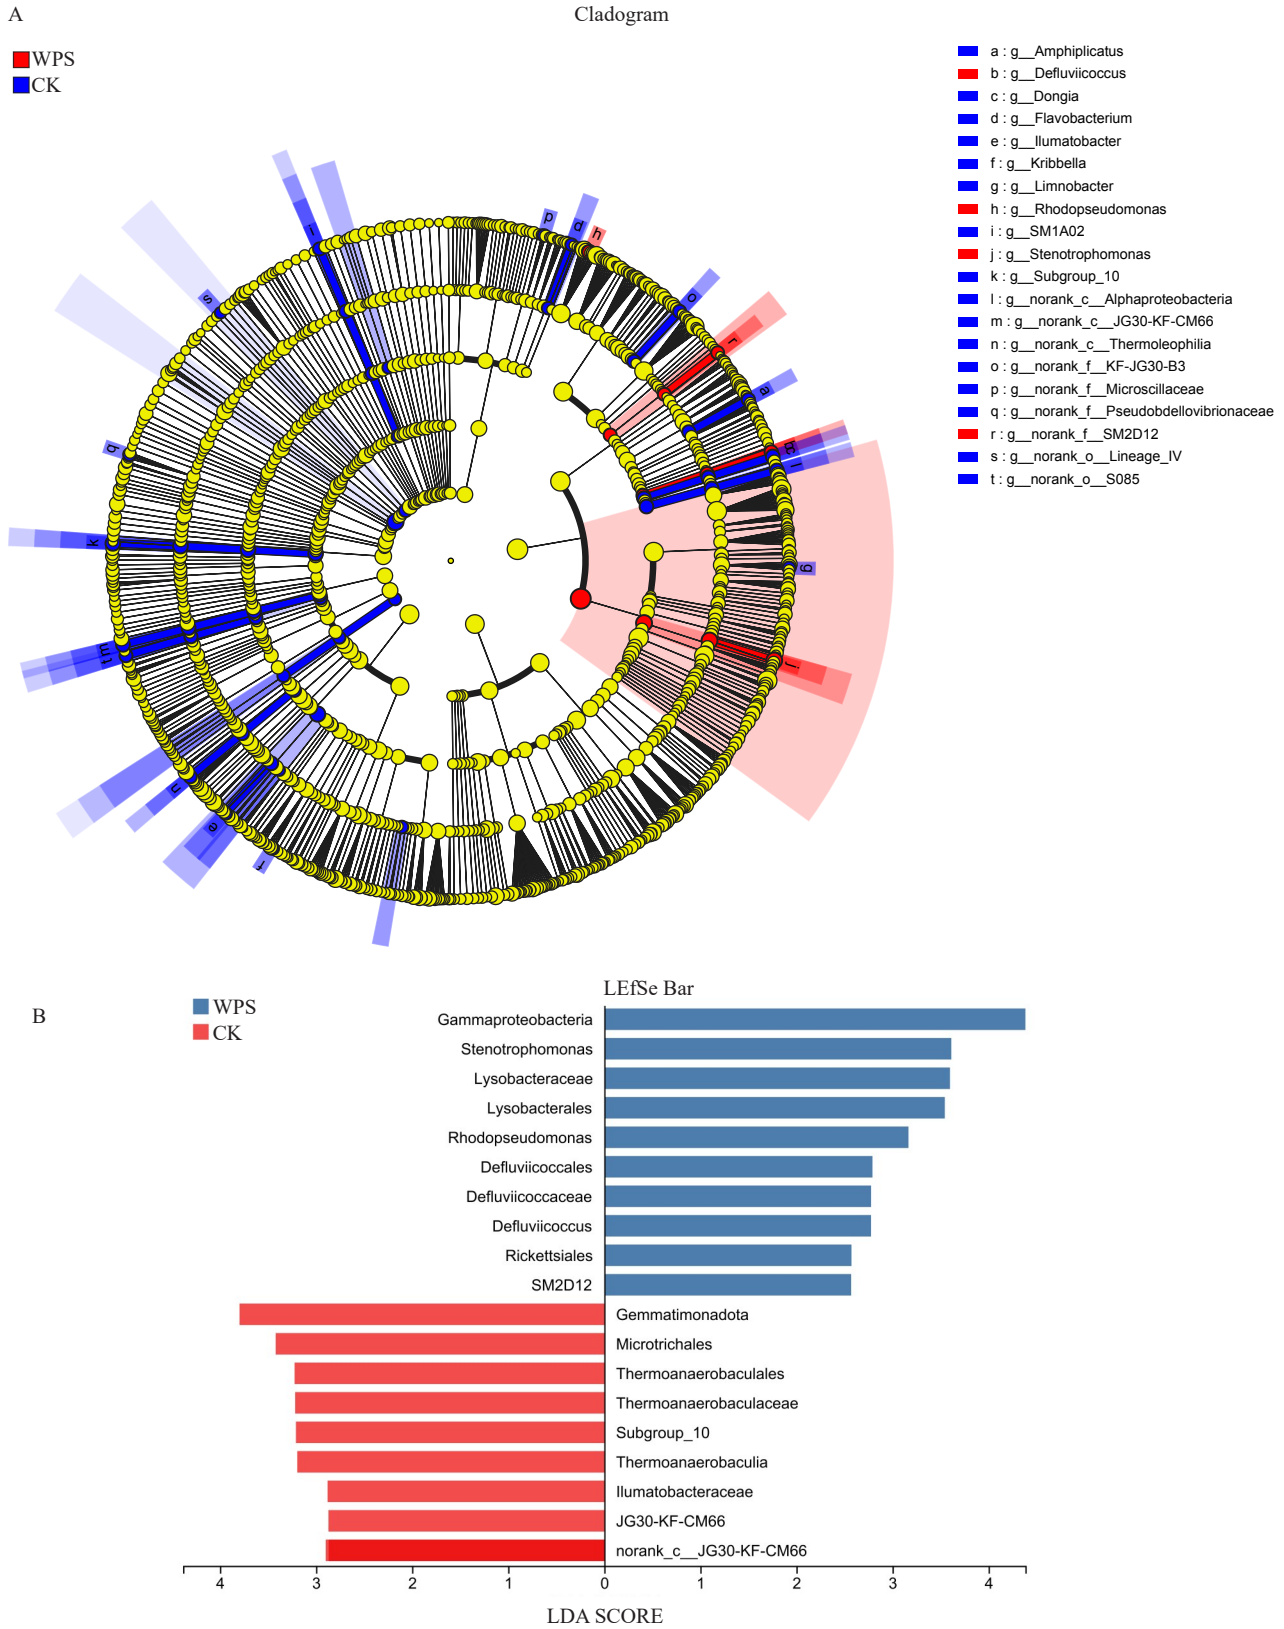 A
Cladogram
WPS
CK
a : g__Amphiplicatus
b : g__Defluviicoccus
c : g__Dongia
d : g__Flavobacterium
e : g__Ilumatobacter
f : g__Kribbella
g : g__Limnobacter
h : g__Rhodopseudomonas
i : g__SM1A02
j : g__Stenotrophomonas
k : g__Subgroup_10
l : g__norank_c__Alphaproteobacteria
m : g__norank_c__JG30-KF-CM66
n : g__norank_c__Thermoleophilia
o : g__norank_f__KF-JG30-B3
p : g__norank_f__Microscillaceae
q : g__norank_f__Pseudobdellovibrionaceae
r : g__norank_f__SM2D12
s : g__norank_o__Lineage_IV
t : g__norank_o__S085
i
p
d
h
s
o
r
a
q
l
k
g
t
m
j
n
e
f
LEfSe Bar
B
WPS
CK
Gammaproteobacteria
Stenotrophomonas
Lysobacteraceae
Lysobacterales
Rhodopseudomonas
Defluviicoccales
Defluviicoccaceae
Defluviicoccus
Rickettsiales
SM2D12
Gemmatimonadota
Microtrichales
Thermoanaerobaculales
Thermoanaerobaculaceae
Subgroup_10
Thermoanaerobaculia
Ilumatobacteraceae
JG30-KF-CM66
norank_c__JG30-KF-CM66
4 3 2 1 0 1 2 3 4
LDA SCORE